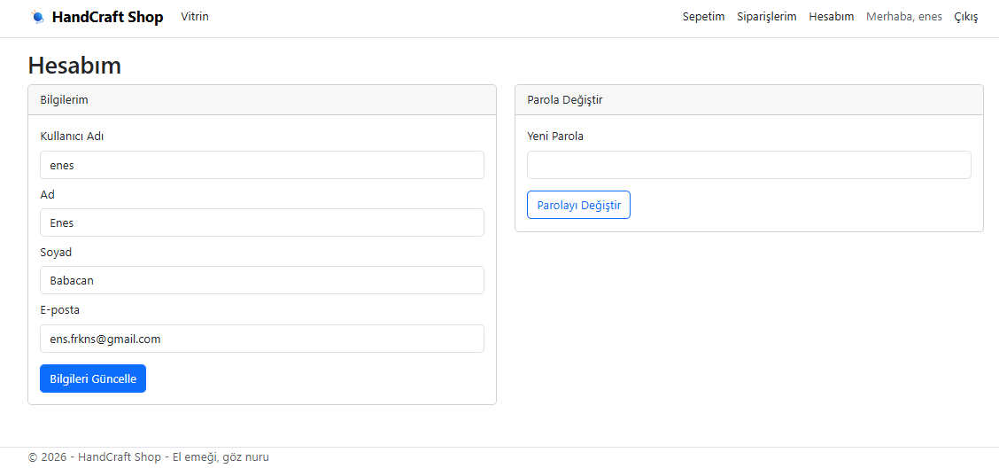 HandCraft Shop Vitrin Sepetim Siparişlerim Hesabım Merhaba, enes Çıkış
Hesabım
Bilgilerim
Kullanıcı Adı
enes
Ad
Enes
Soyad
Babacan
E-posta
ens.frkns@gmail.com
Bilgileri Güncelle
Parola Değiştir
Yeni Parola
Parolayı Değiştir
© 2026 - HandCraft Shop - El emeği, göz nuru